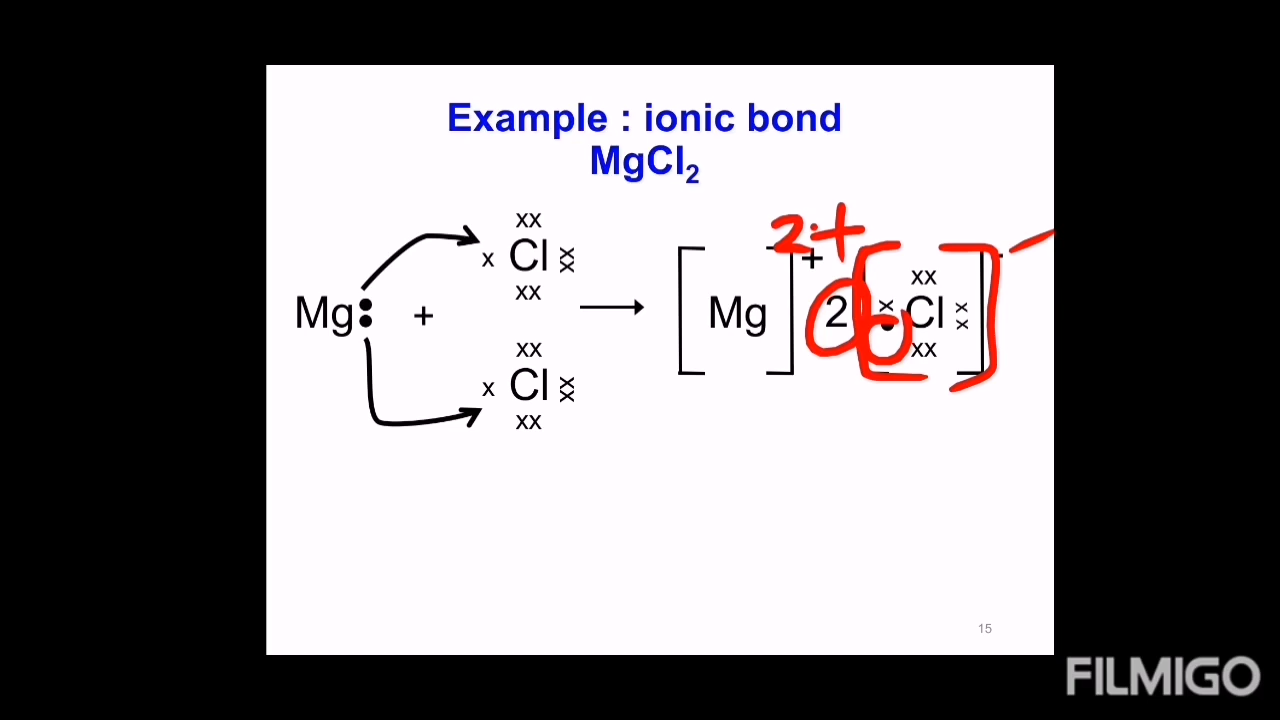 Example : ionic bond
MgCl₂
xx
x Cl xx
xx
Mg: + → [Mg]⁺ 2+ 2 [x• Cl xx]⁻
xx
xx
xx
x Cl xx
xx
15
FILMIGO